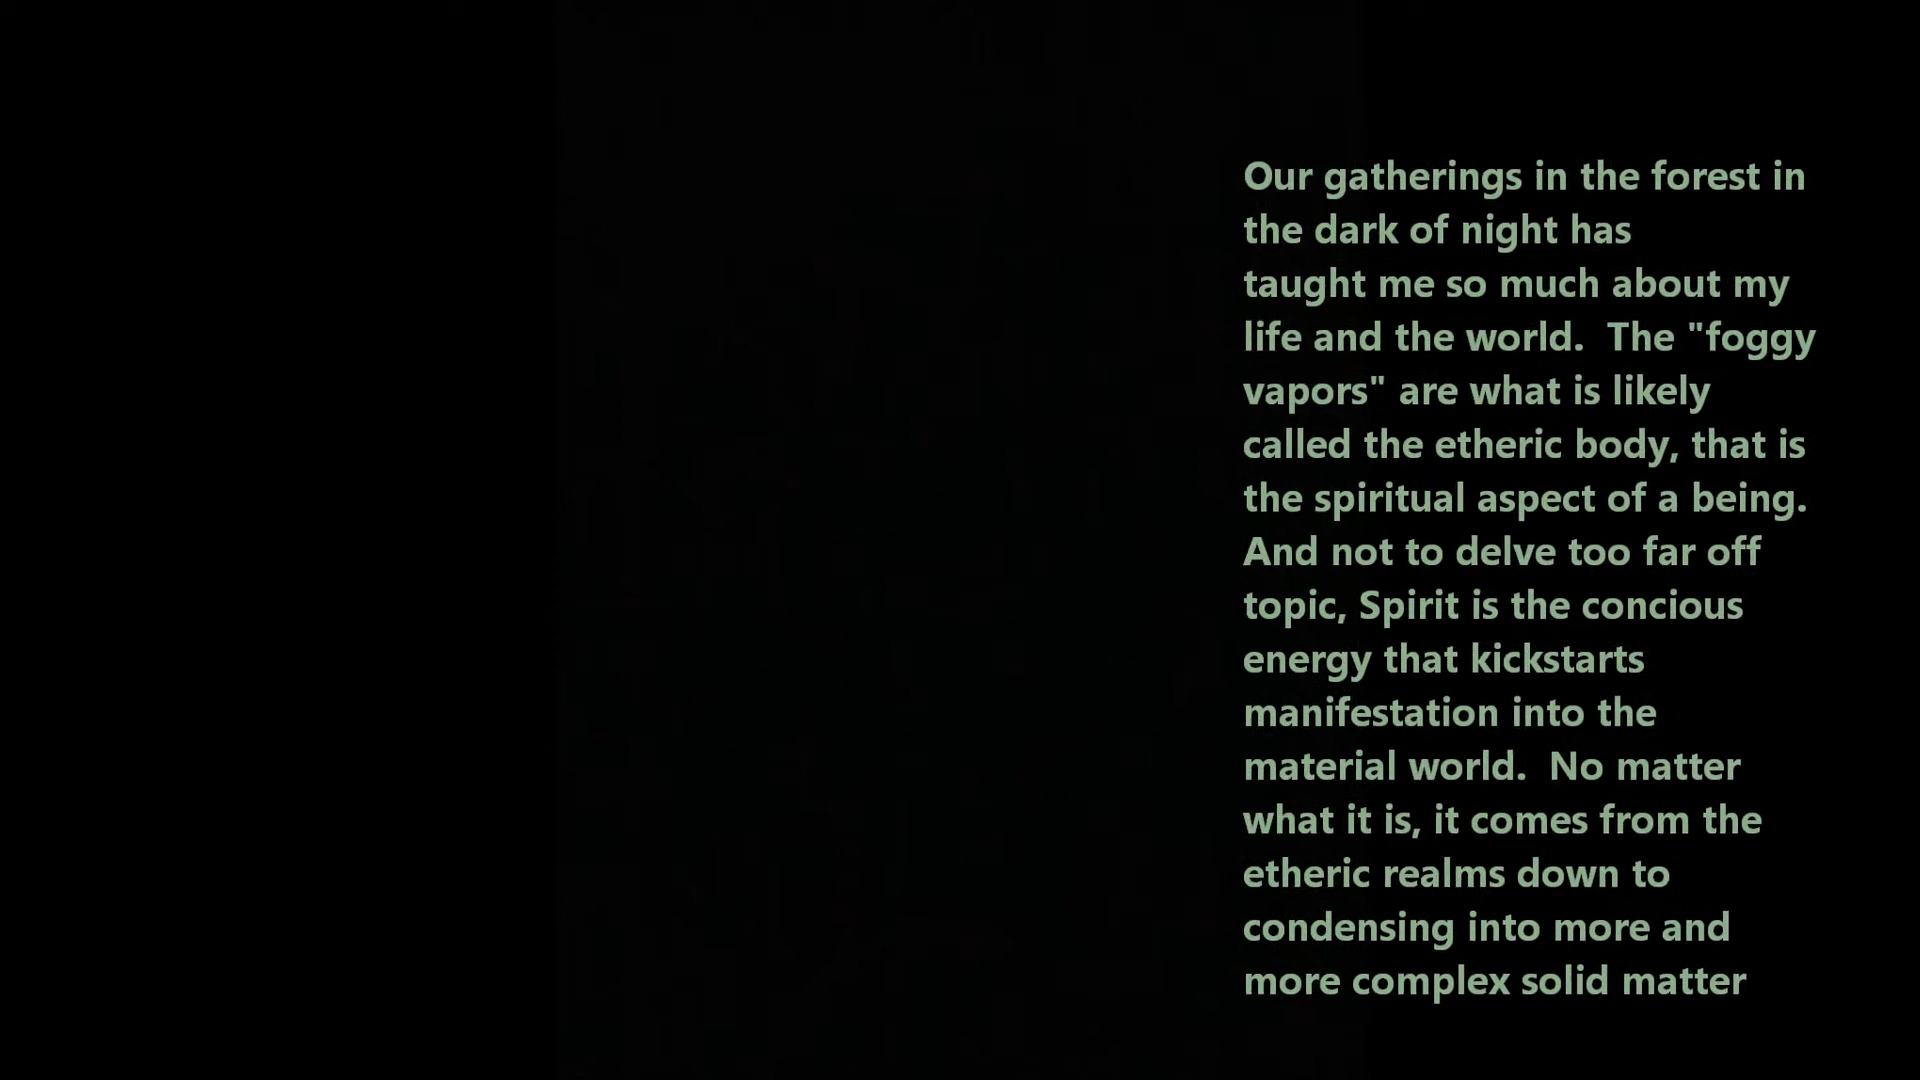 Our gatherings in the forest in
the dark of night has
taught me so much about my
life and the world.  The "foggy
vapors" are what is likely
called the etheric body, that is
the spiritual aspect of a being.
And not to delve too far off
topic, Spirit is the concious
energy that kickstarts
manifestation into the
material world.  No matter
what it is, it comes from the
etheric realms down to
condensing into more and
more complex solid matter